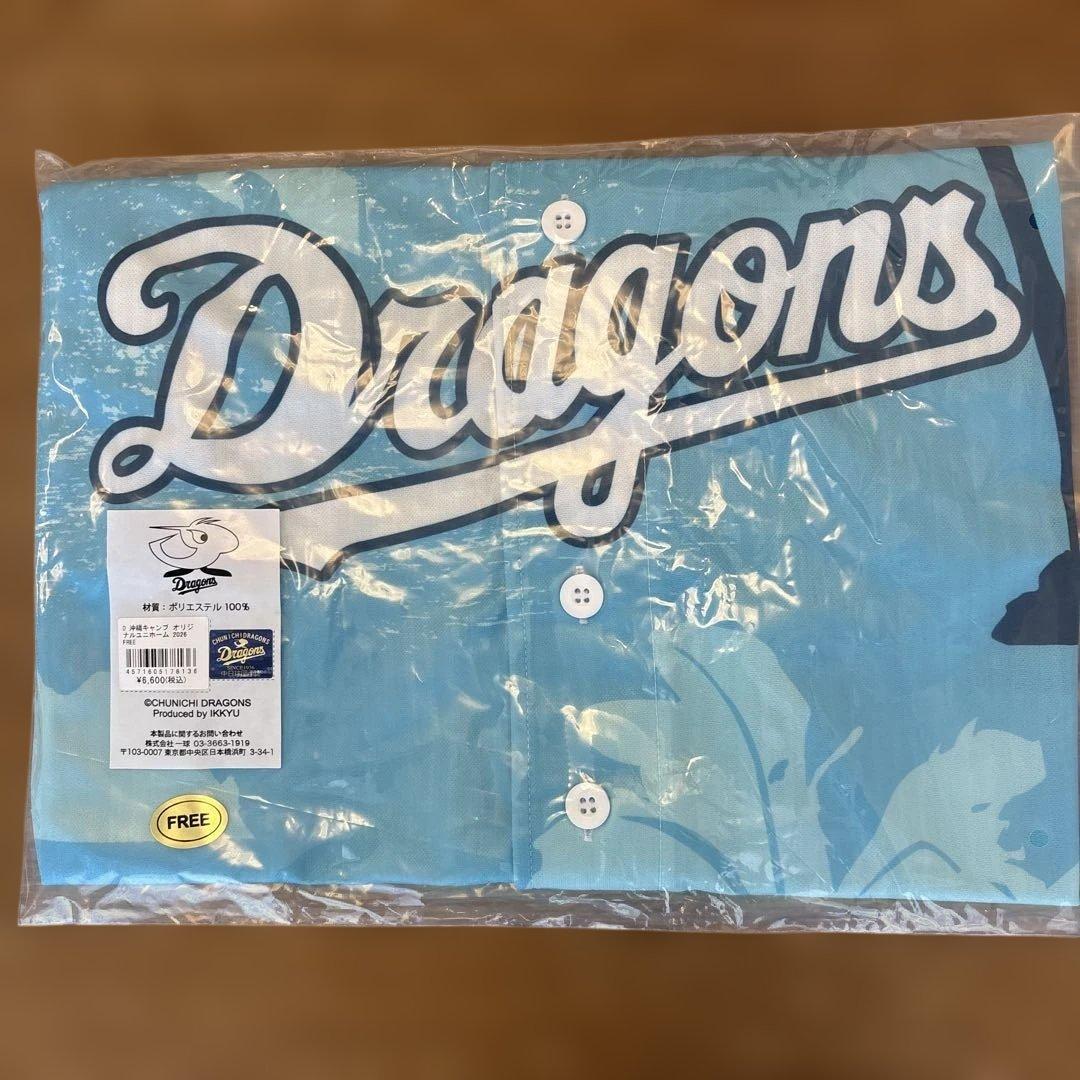 Dragons
Dragons
材質：ポリエステル 100%
D 沖縄キャンプ オリジ
ナルユニホーム 2026
FREE
4571605178136
¥6,600(税込)
CHUNICHI DRAGONS
Dragons
SINCE 1936
©CHUNICHI DRAGONS
Produced by IKKYU
本製品に関するお問い合わせ
株式会社 一球 03-3663-1919
〒103-0007 東京都中央区日本橋浜町 3-34-1
FREE